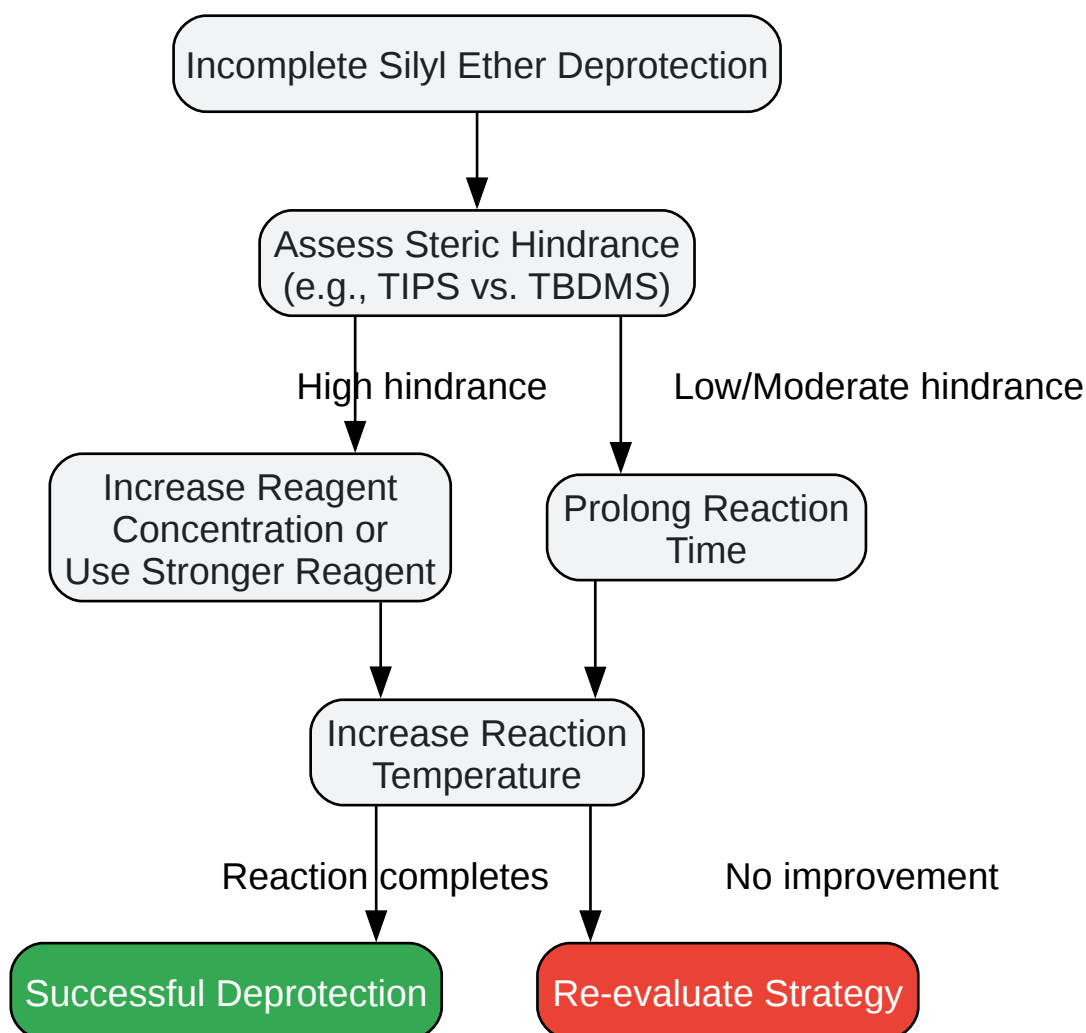 Incomplete Silyl Ether Deprotection
Assess Steric Hindrance
(e.g., TIPS vs. TBDMS)
High hindrance
Low/Moderate hindrance
Increase Reagent
Concentration or
Use Stronger Reagent
Prolong Reaction
Time
Increase Reaction
Temperature
Reaction completes
No improvement
Successful Deprotection
Re-evaluate Strategy